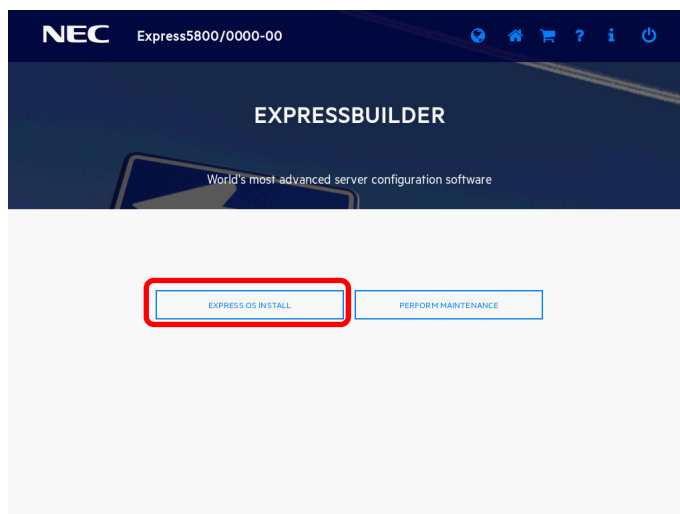 NEC Express5800/0000-00
EXPRESSBUILDER
World's most advanced server configuration software
EXPRESS OS INSTALL PERFORM MAINTENANCE